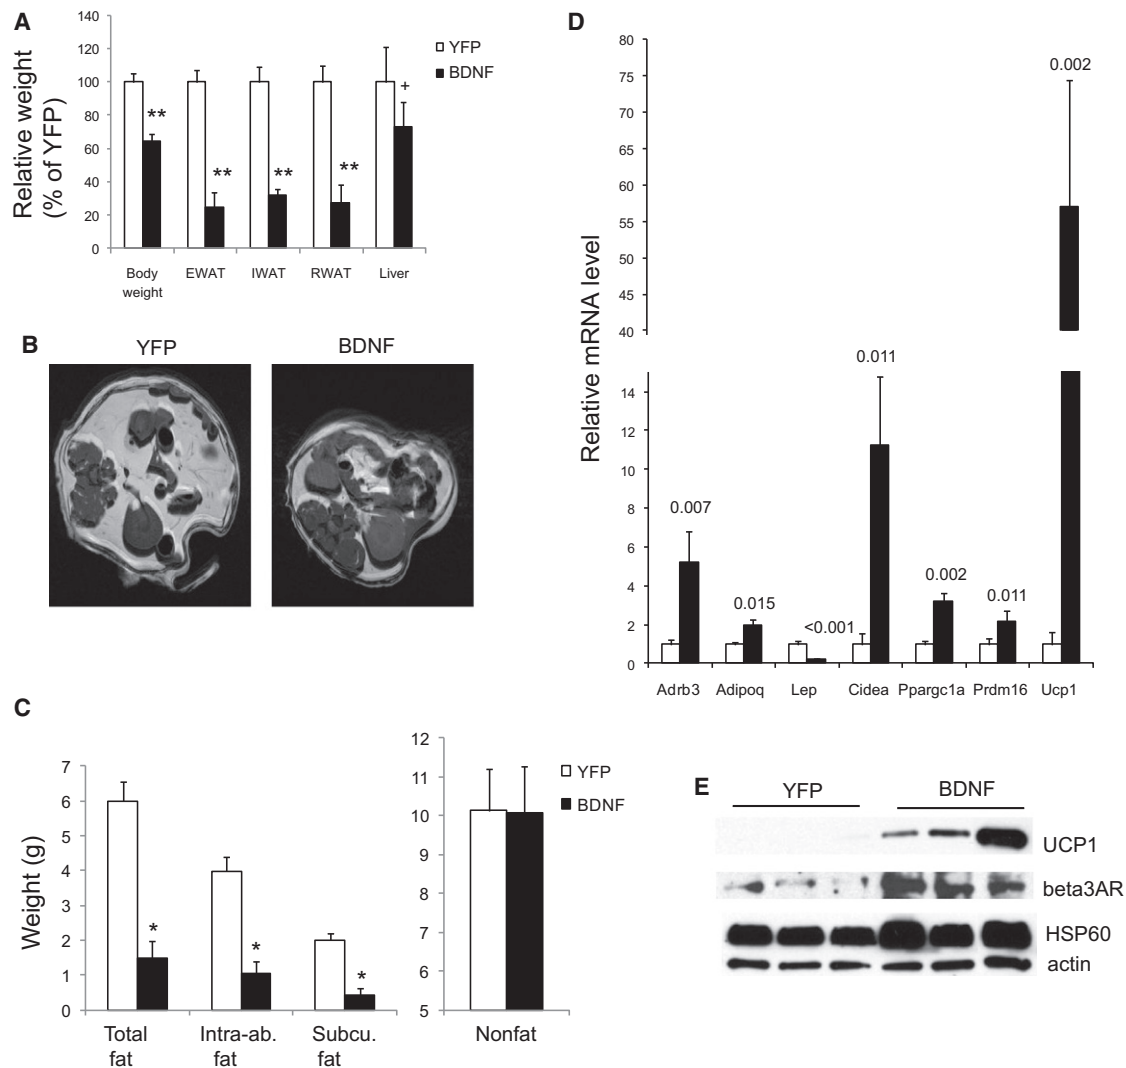 A
Relative weight
(% of YFP)
140
120
100
80
60
40
20
0
YFP
BDNF
**
**
**
**
+
Body
weight
EWAT
IWAT
RWAT
Liver
B
YFP
BDNF
C
Weight (g)
7
6
5
4
3
2
1
0
*
*
*
Total
fat
Intra-ab.
fat
Subcu.
fat
12
11
10
9
8
7
6
5
YFP
BDNF
Nonfat
D
Relative mRNA level
80
75
70
65
60
55
50
45
40
14
12
10
8
6
4
2
0
0.007
0.015
<0.001
0.011
0.002
0.011
0.002
Adrb3
Adipoq
Lep
Cidea
Ppargc1a
Prdm16
Ucp1
E
YFP
BDNF
UCP1
beta3AR
HSP60
actin